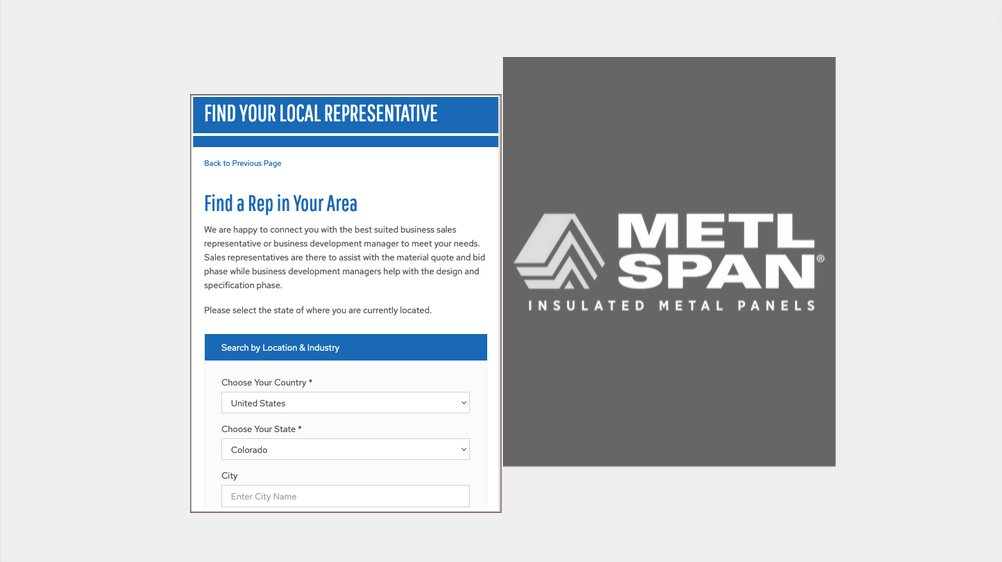 FIND YOUR LOCAL REPRESENTATIVE
Back to Previous Page
Find a Rep in Your Area
We are happy to connect you with the best suited business sales
representative or business development manager to meet your needs.
Sales representatives are there to assist with the material quote and bid
phase while business development managers help with the design and
specification phase.
Please select the state of where you are currently located.
Search by Location & Industry
Choose Your Country *
United States
Choose Your State *
Colorado
City
Enter City Name
METL
SPAN®
INSULATED METAL PANELS